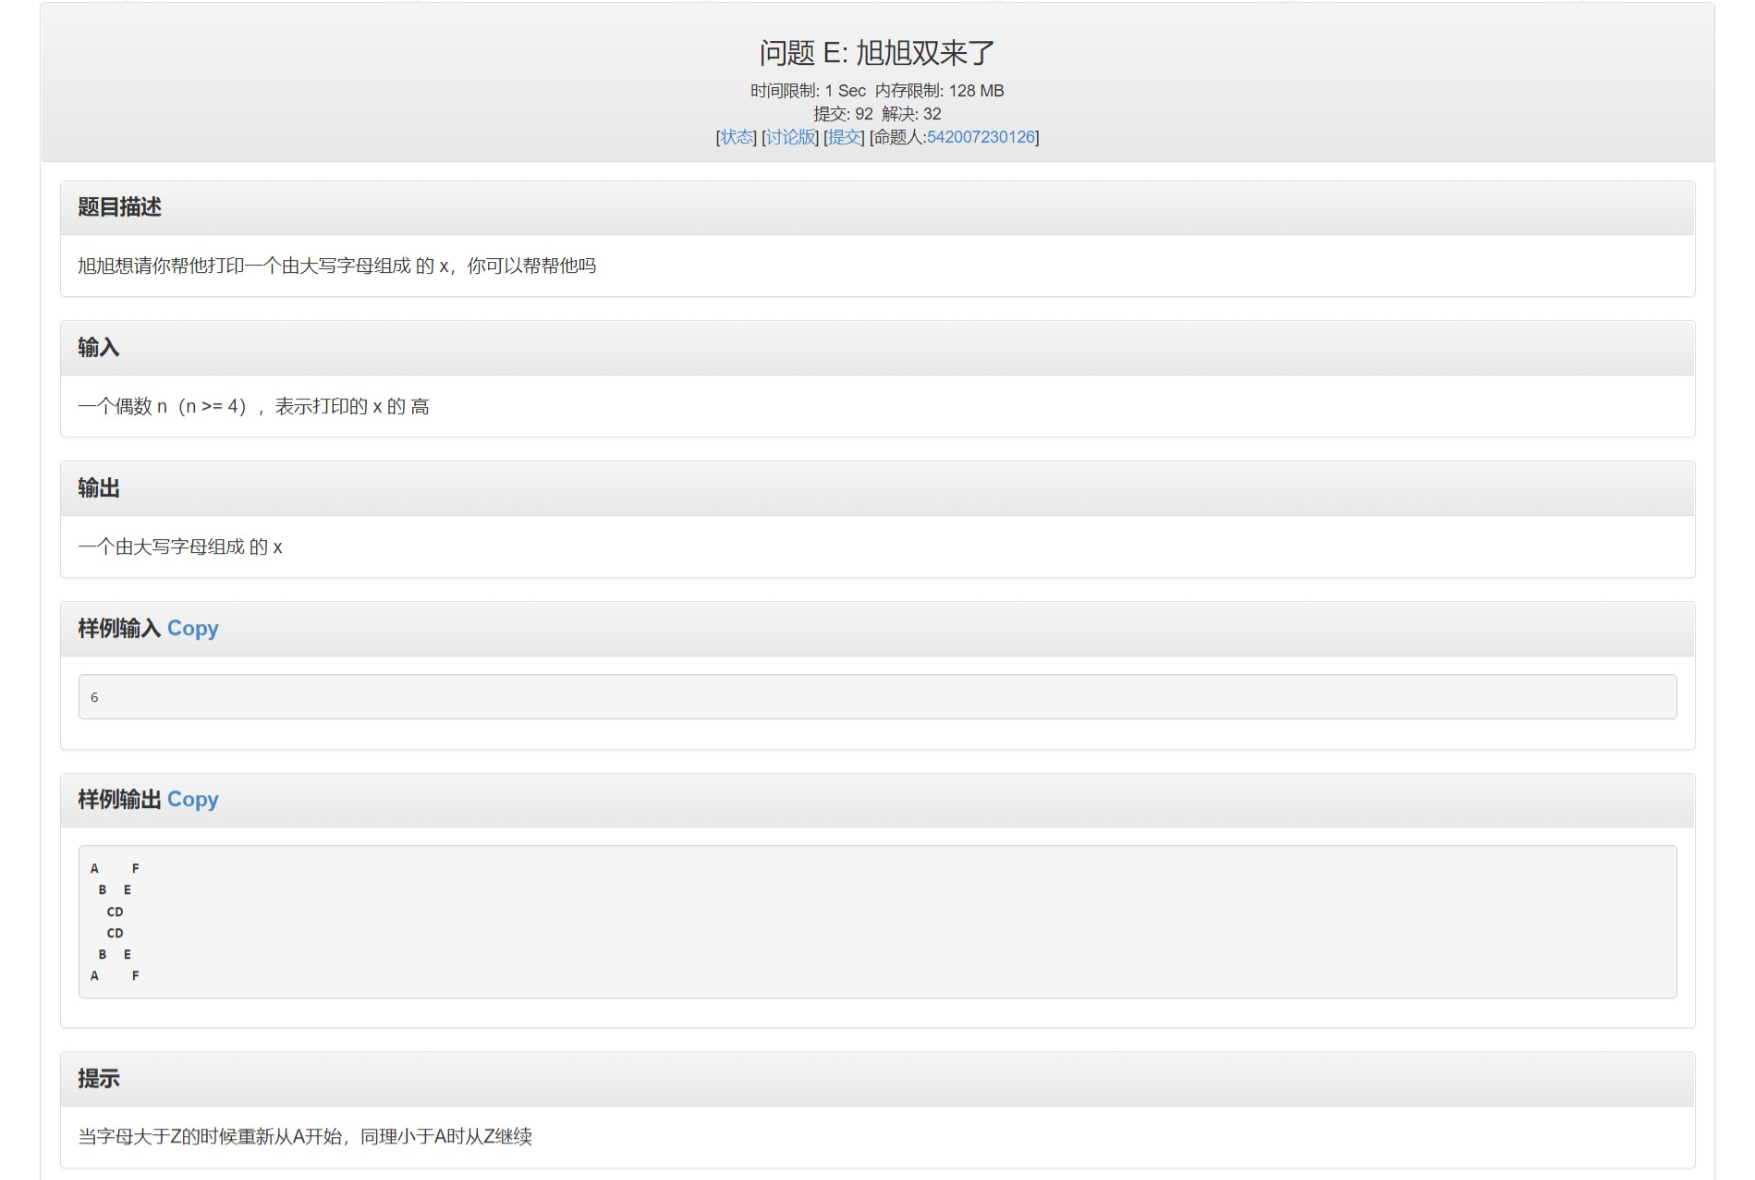 问题 E: 旭旭双来了
时间限制: 1 Sec  内存限制: 128 MB
提交: 92  解决: 32
[状态] [讨论版] [提交] [命题人:542007230126]
题目描述
旭旭想请你帮他打印一个由大写字母组成 的 x，你可以帮帮他吗
输入
一个偶数 n（n >= 4），表示打印的 x 的 高
输出
一个由大写字母组成 的 x
样例输入 Copy
6
样例输出 Copy
A    F
 B  E
  CD
  CD
 B  E
A    F
提示
当字母大于Z的时候重新从A开始，同理小于A时从Z继续